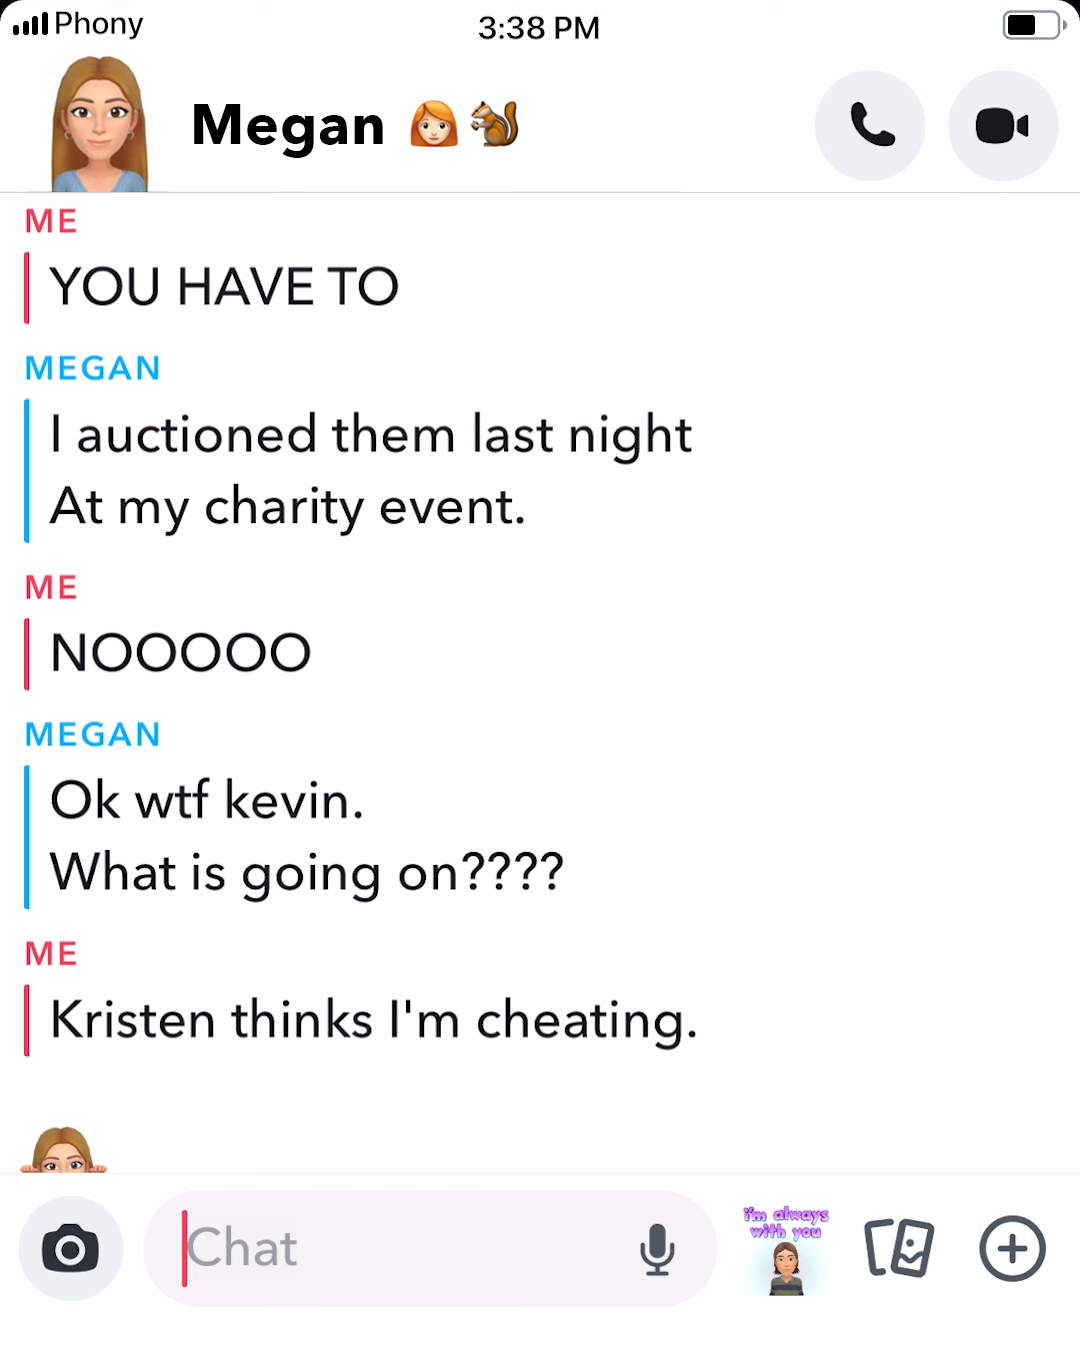 Phony
3:38 PM
Megan 👩‍🦰🐿️
ME
YOU HAVE TO
MEGAN
I auctioned them last night
At my charity event.
ME
NOOOOO
MEGAN
Ok wtf kevin.
What is going on????
ME
Kristen thinks I'm cheating.
i'm always
with you
Chat